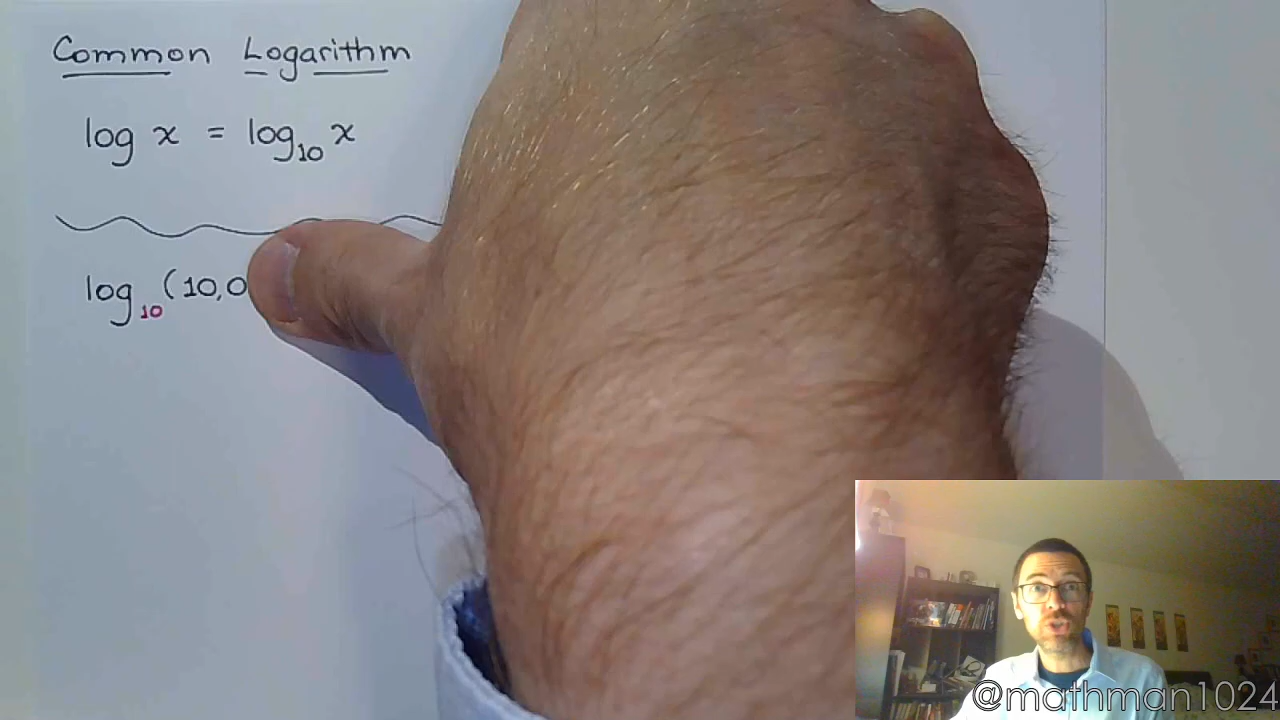 Common Logarithm
log x = log₁₀ x
log₁₀(10,0
@mathman1024